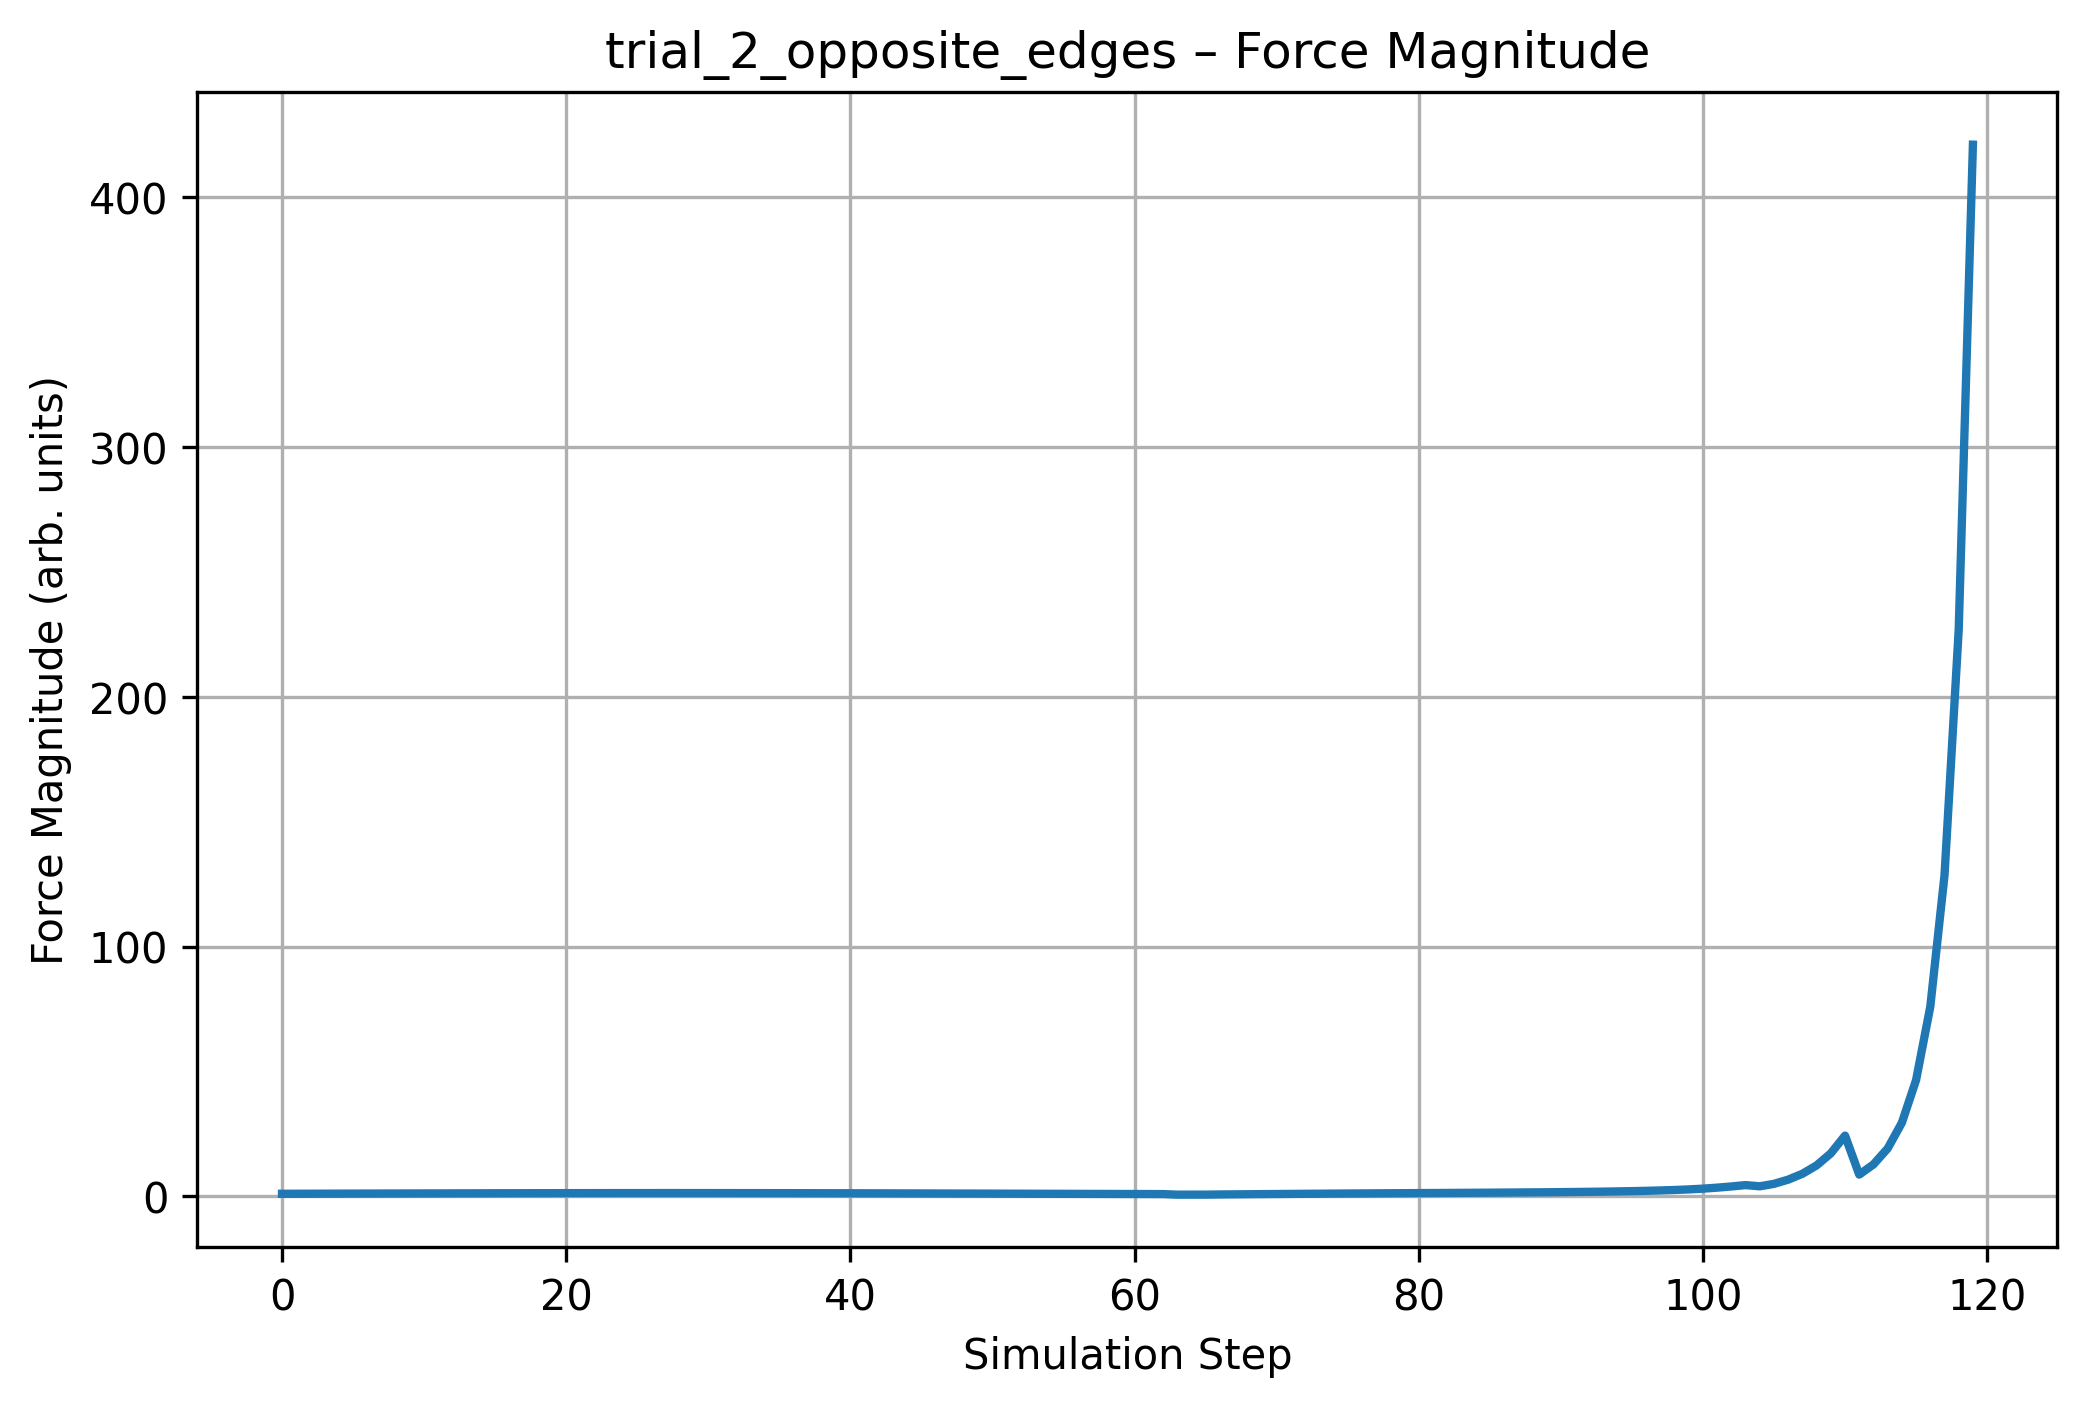 trial_2_opposite_edges – Force Magnitude
Force Magnitude (arb. units)
400
300
200
100
0
0 20 40 60 80 100 120
Simulation Step